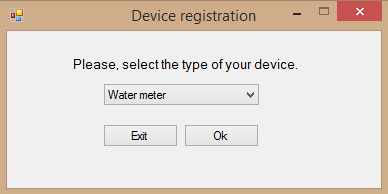 Device registration
Please, select the type of your device.
Water meter
Exit Ok